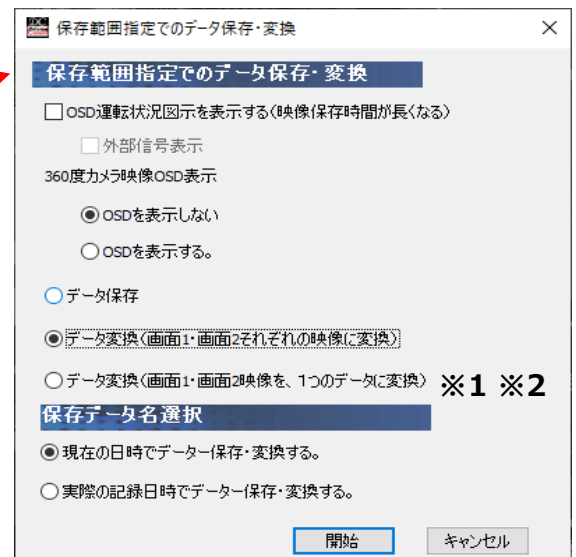 保存範囲指定でのデータ保存・変換
保存範囲指定でのデータ保存・変換
OSD運転状況図示を表示する(映像保存時間が長くなる)
外部信号表示
360度カメラ映像OSD表示
OSDを表示しない
OSDを表示する。
データ保存
データ変換(画面1・画面2それぞれの映像に変換)
データ変換(画面1・画面2映像を、1つのデータに変換) ※1 ※2
保存データ名選択
現在の日時でデーター保存・変換する。
実際の記録日時でデーター保存・変換する。
開始 キャンセル